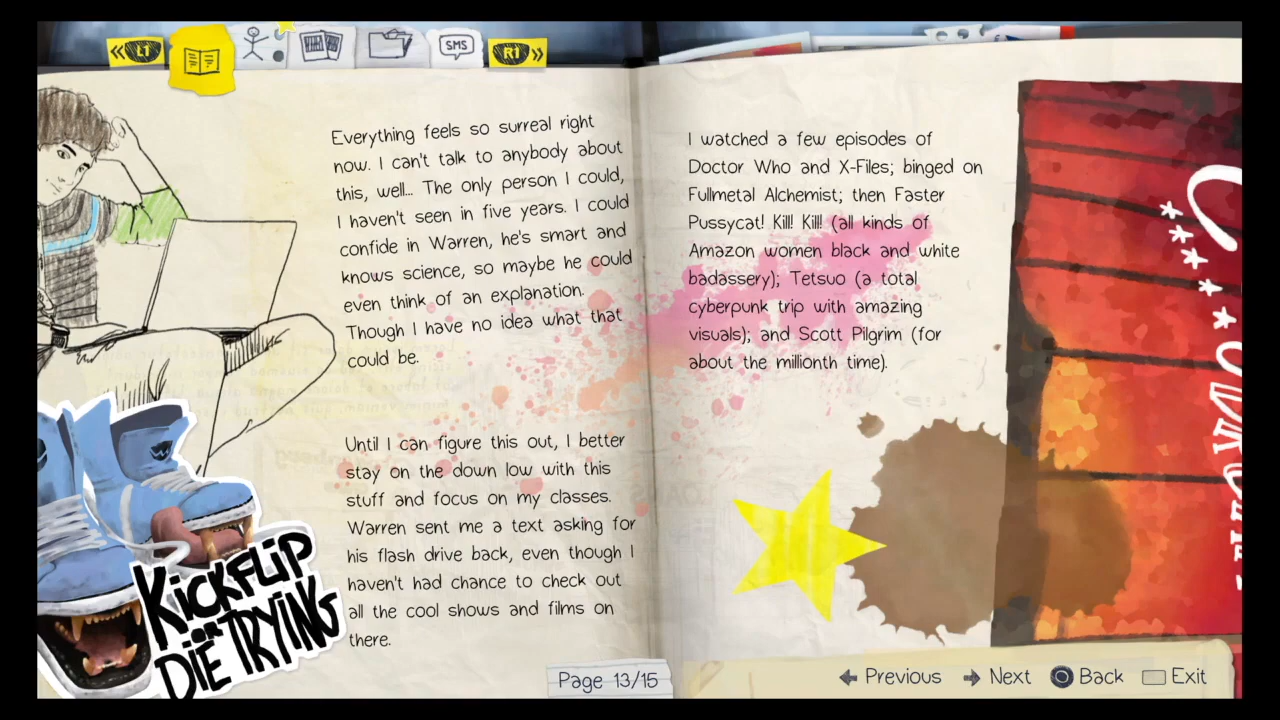 L1
SMS
R1
Everything feels so surreal right
now. I can't talk to anybody about
this, well... The only person I could,
I haven't seen in five years. I could
confide in Warren, he's smart and
knows science, so maybe he could
even think of an explanation.
Though I have no idea what that
could be.
Until I can figure this out, I better
stay on the down low with this
stuff and focus on my classes.
Warren sent me a text asking for
his flash drive back, even though I
haven't had chance to check out
all the cool shows and films on
there.
KICKFLIP
OR
DIE TRYING
I watched a few episodes of
Doctor Who and X-Files; binged on
Fullmetal Alchemist; then Faster
Pussycat! Kill! Kill! (all kinds of
Amazon women black and white
badassery); Tetsuo (a total
cyberpunk trip with amazing
visuals); and Scott Pilgrim (for
about the millionth time).
Page 13/15
Previous
Next
Back
Exit